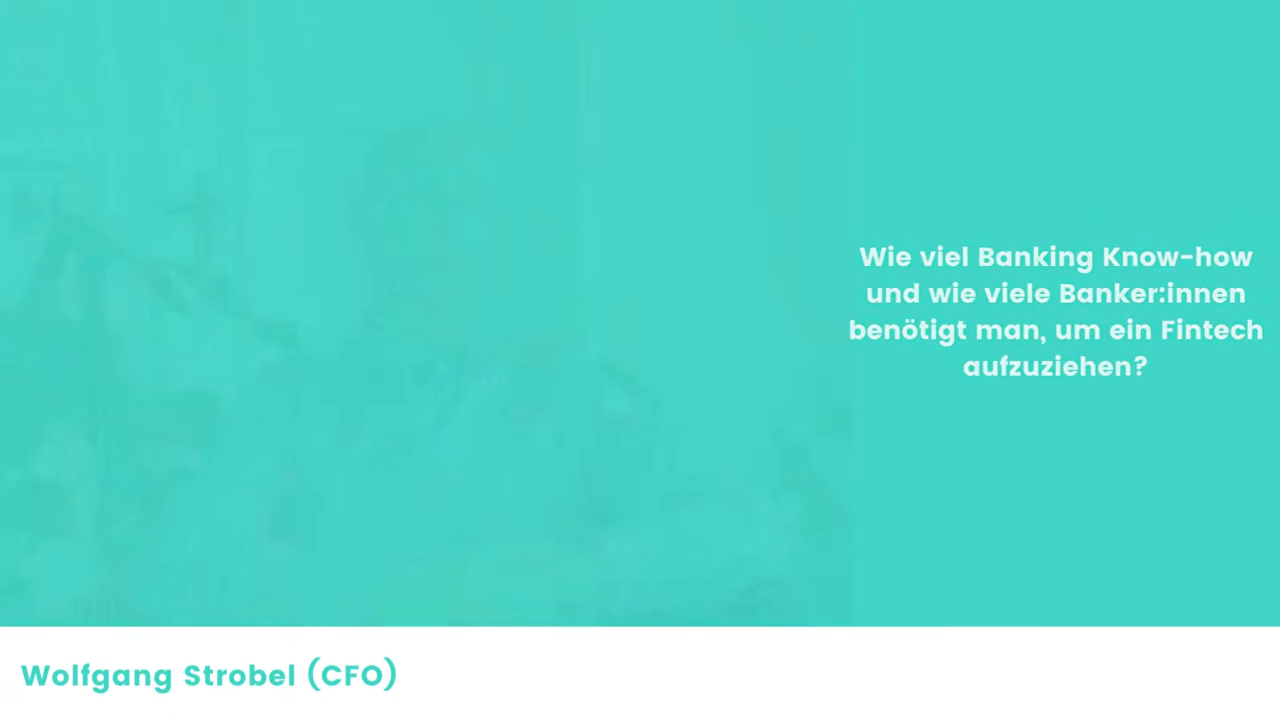 Wie viel Banking Know-how
und wie viele Banker:innen
benötigt man, um ein Fintech
aufzuziehen?
Wolfgang Strobel (CFO)